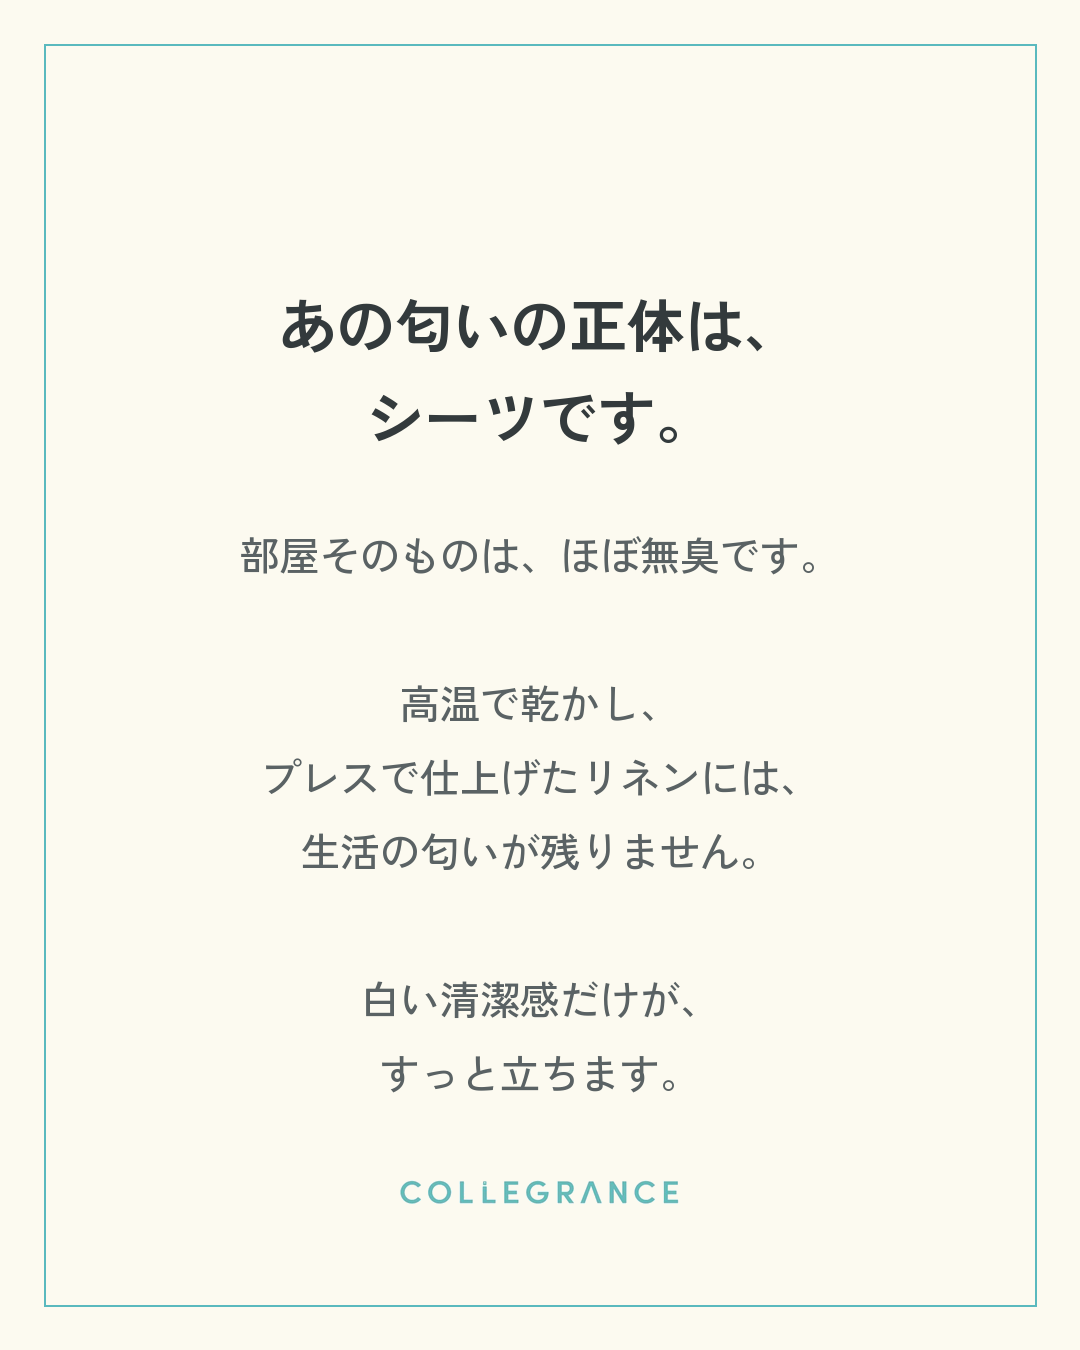 あの匂いの正体は、
シーツです。
部屋そのものは、ほぼ無臭です。
高温で乾かし、
プレスで仕上げたリネンには、
生活の匂いが残りません。
白い清潔感だけが、
すっと立ちます。
COLLEGRANCE